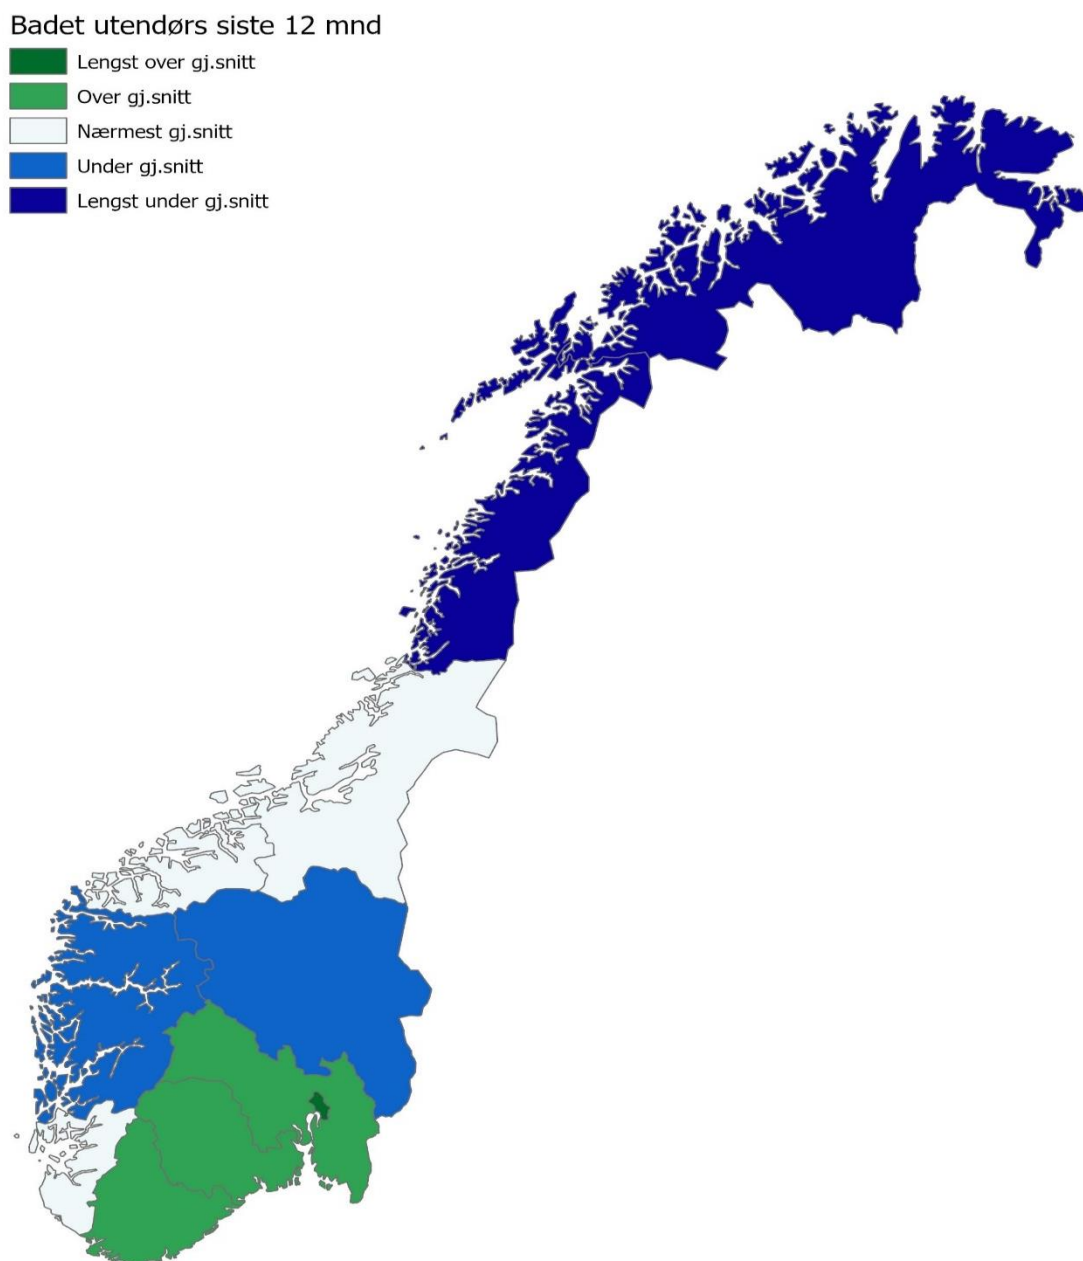 Badet utendørs siste 12 mnd
Lengst over gj.snitt
Over gj.snitt
Nærmest gj.snitt
Under gj.snitt
Lengst under gj.snitt